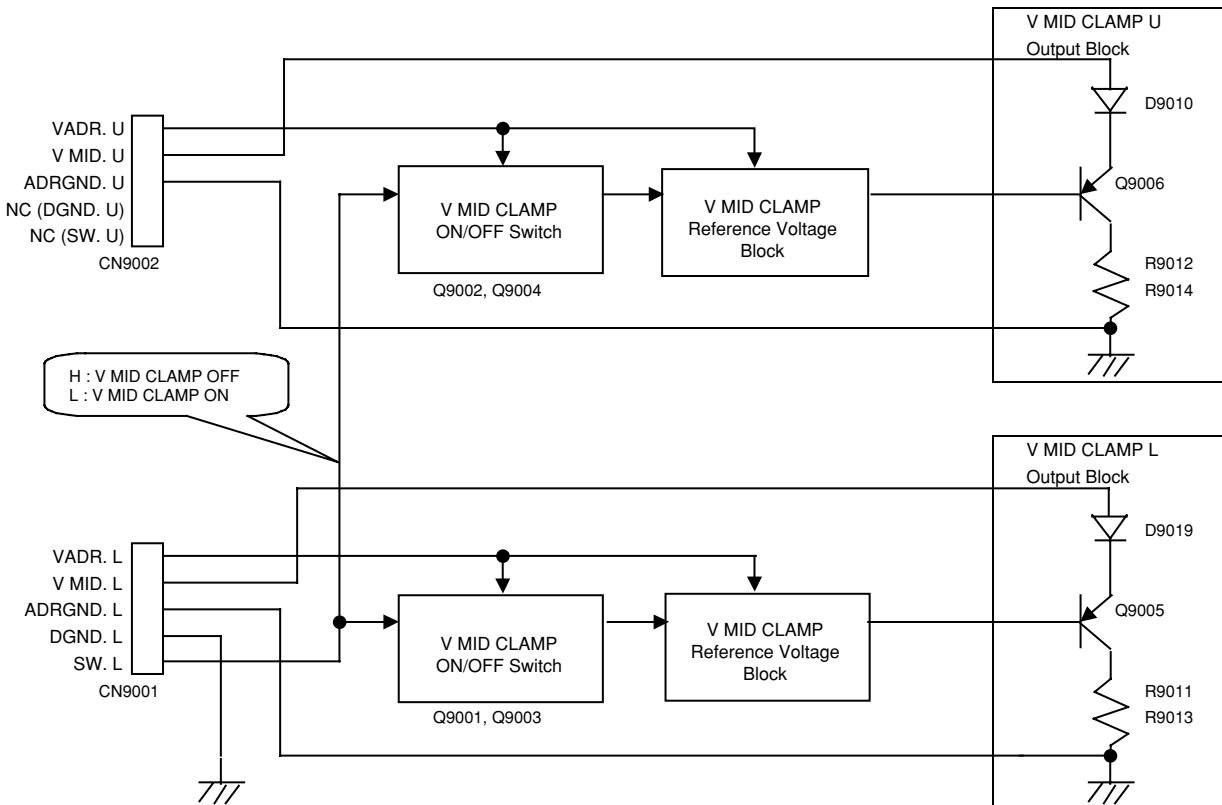 V MID CLAMP U
Output Block
D9010
VADR. U
V MID. U
ADRGND. U
NC (DGND. U)
NC (SW. U)
CN9002
V MID CLAMP
ON/OFF Switch
Q9002, Q9004
V MID CLAMP
Reference Voltage
Block
Q9006
R9012
R9014
H : V MID CLAMP OFF
L : V MID CLAMP ON
V MID CLAMP L
Output Block
D9019
VADR. L
V MID. L
ADRGND. L
DGND. L
SW. L
CN9001
V MID CLAMP
ON/OFF Switch
Q9001, Q9003
V MID CLAMP
Reference Voltage
Block
Q9005
R9011
R9013